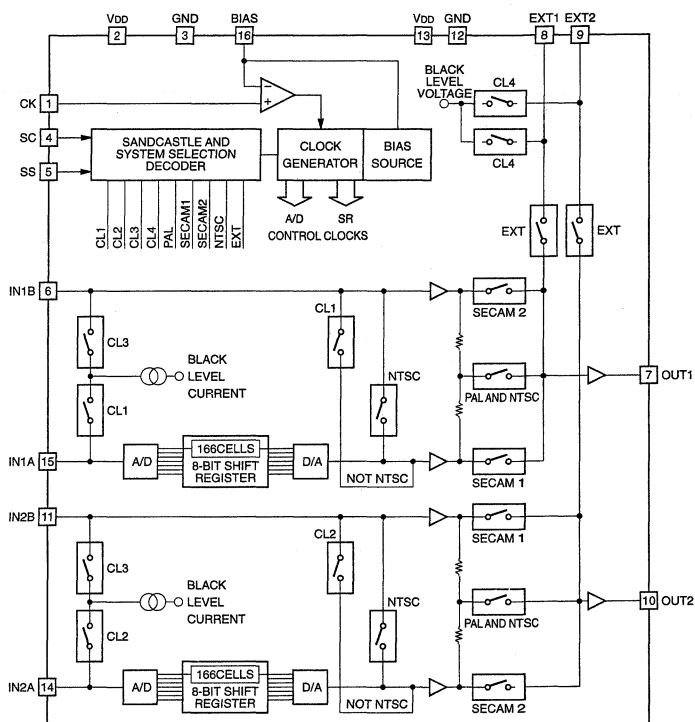 VDD GND BIAS VDD GND EXT1 EXT2
2 3 16 13 12 8 9
BLACK
LEVEL
VOLTAGE
CL4
CK 1
− +
SC 4
SANDCASTLE AND
SYSTEM SELECTION
DECODER
CLOCK
GENERATOR
BIAS
SOURCE
CL4
SS 5
CL1
CL2
CL3
CL4
PAL
SECAM1
SECAM2
NTSC
EXT
A/D SR
CONTROL CLOCKS
EXT EXT
IN1B 6
CL1
SECAM 2
CL3
BLACK
LEVEL
CURRENT
NTSC
CL1
PAL AND NTSC
7 OUT1
IN1A 15
A/D
166CELLS
8-BIT SHIFT
REGISTER
D/A
NOT NTSC
SECAM 1
IN2B 11
CL2
SECAM 1
CL3
BLACK
LEVEL
CURRENT
NTSC
CL2
PAL AND NTSC
10 OUT2
IN2A 14
A/D
166CELLS
8-BIT SHIFT
REGISTER
D/A
NOT NTSC
SECAM 2